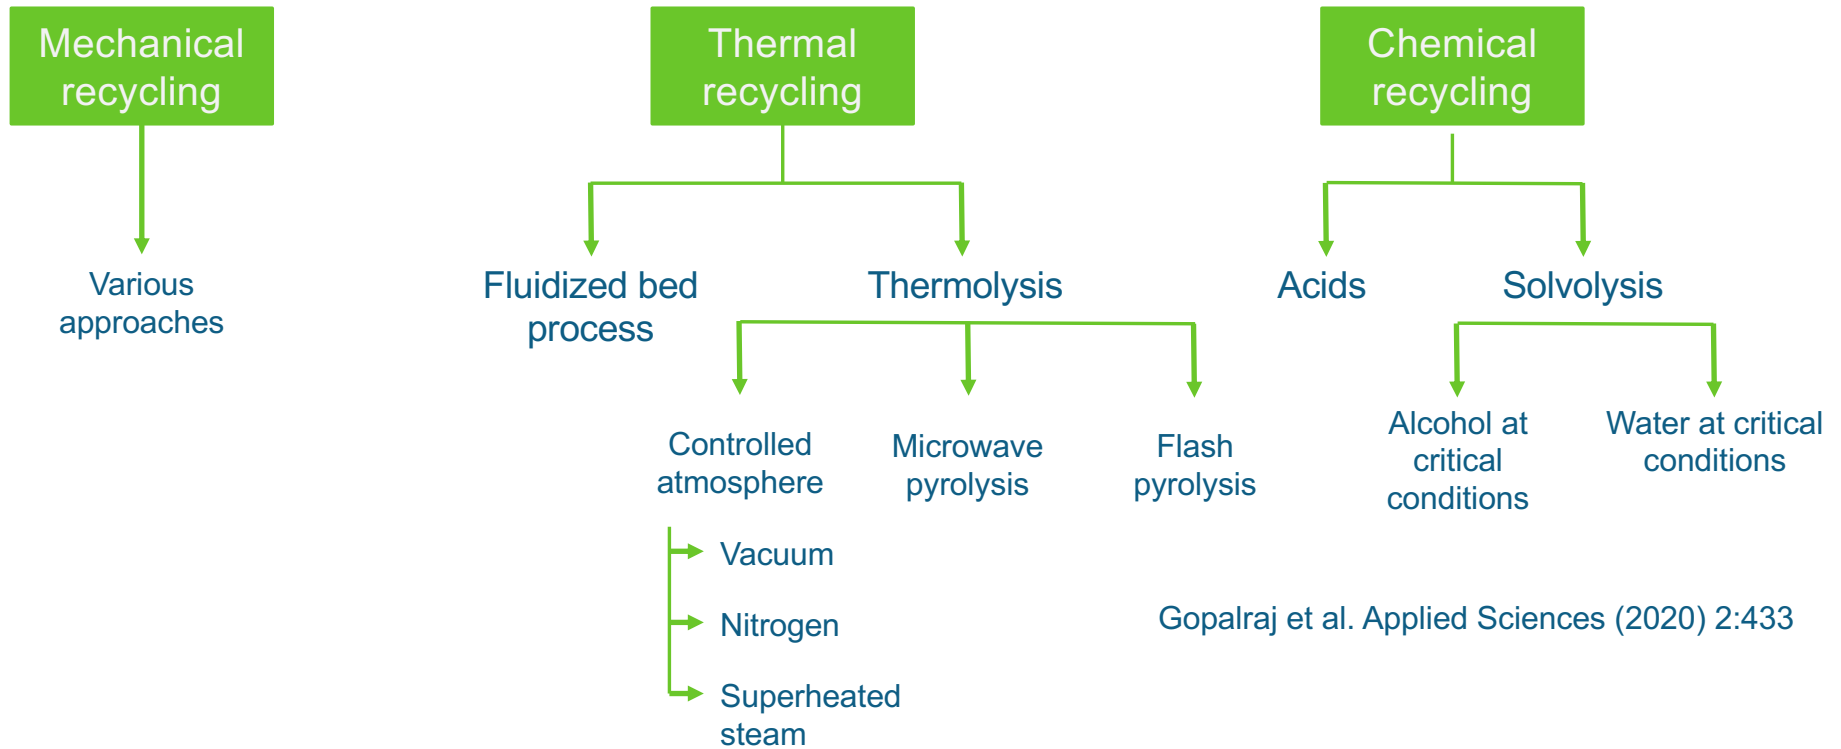 Mechanical
recycling
Thermal
recycling
Chemical
recycling
Various
approaches
Fluidized bed
process
Thermolysis
Acids
Solvolysis
Controlled
atmosphere
Microwave
pyrolysis
Flash
pyrolysis
Alcohol at
critical
conditions
Water at critical
conditions
Vacuum
Nitrogen
Superheated
steam
Gopalraj et al. Applied Sciences (2020) 2:433